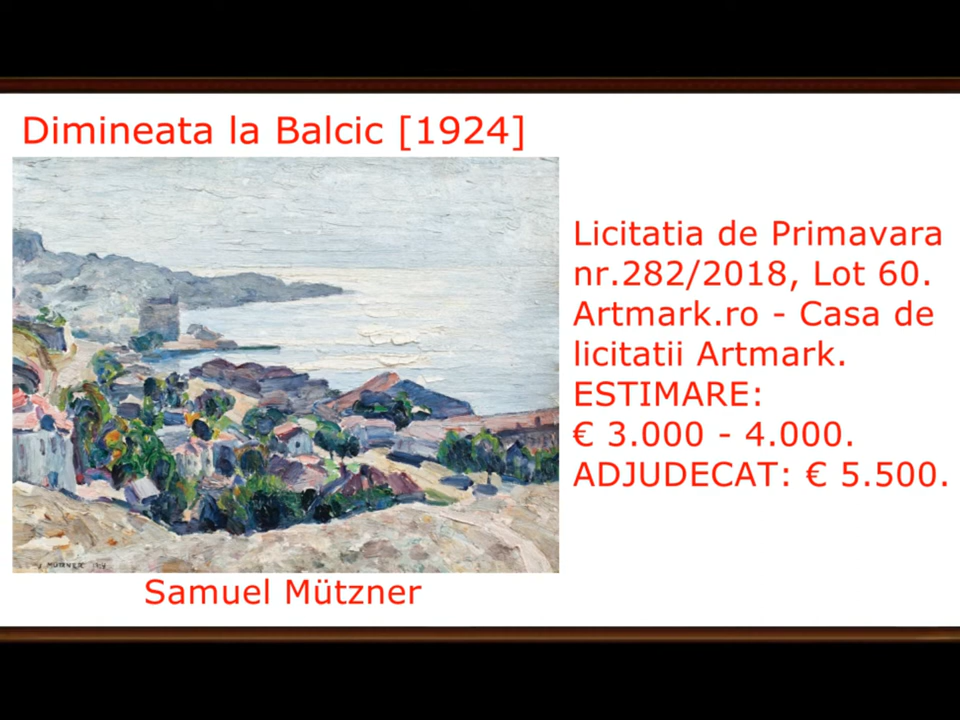 Dimineata la Balcic [1924]
Licitatia de Primavara
nr.282/2018, Lot 60.
Artmark.ro - Casa de
licitatii Artmark.
ESTIMARE:
€ 3.000 - 4.000.
ADJUDECAT: € 5.500.
MÜTZNER
Samuel Mützner